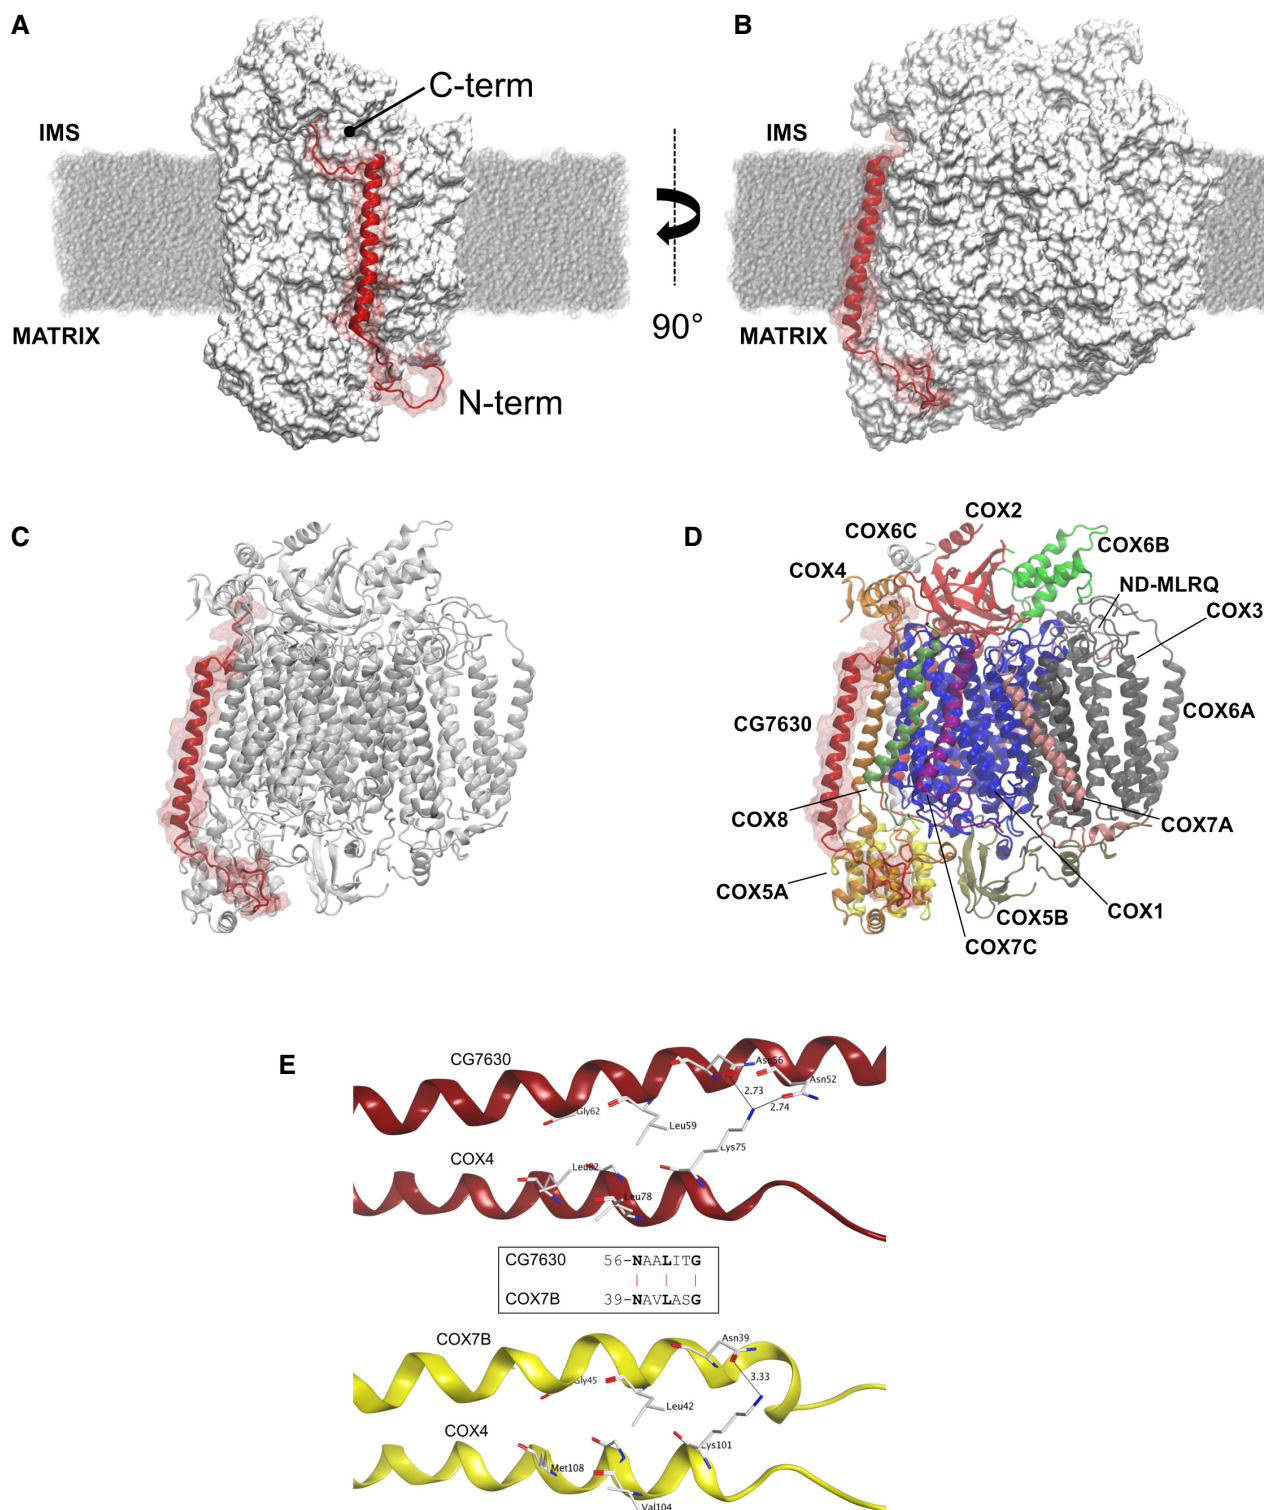 A
C-term
IMS
MATRIX
N-term
B
IMS
MATRIX
90°
C
D
COX2
COX6C
COX6B
COX4
ND-MLRQ
COX3
CG7630
COX6A
COX8
COX7A
COX5A
COX5B
COX1
COX7C
E
CG7630
Asn56
Asn52
2.73
2.74
Gly62
Leu59
Lys75
COX4
Leu82
Leu78
CG7630 56-NAALITG
COX7B 39-NAVLASG
COX7B
Asn39
3.33
Gly45
Leu42
COX4
Lys101
Met108
Val104